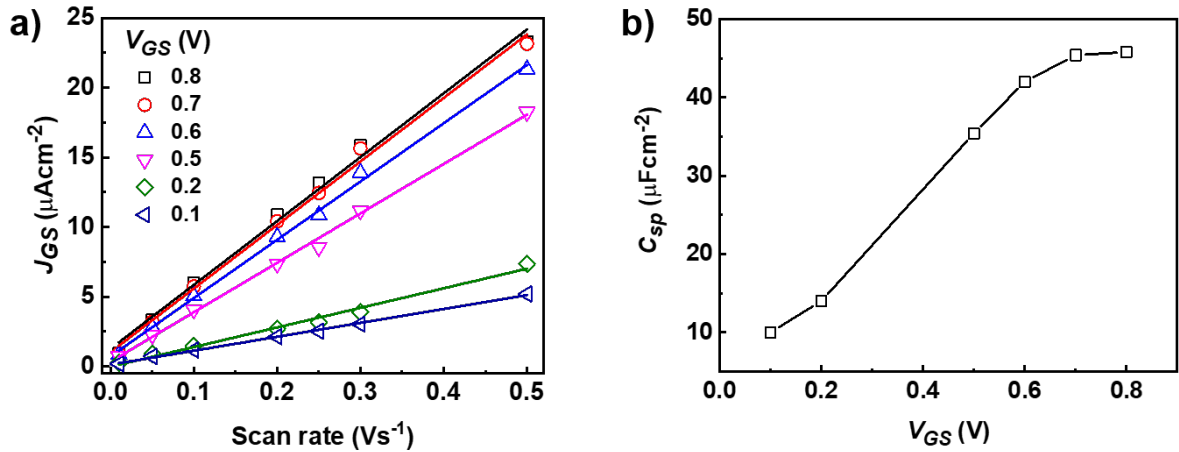 a)
V_GS (V)
0.8
0.7
0.6
0.5
0.2
0.1
25
20
15
10
5
0
J_GS (μAcm⁻²)
0.0 0.1 0.2 0.3 0.4 0.5
Scan rate (Vs⁻¹)
b)
50
40
30
20
10
C_sp (μFcm⁻²)
0.0 0.2 0.4 0.6 0.8
V_GS (V)